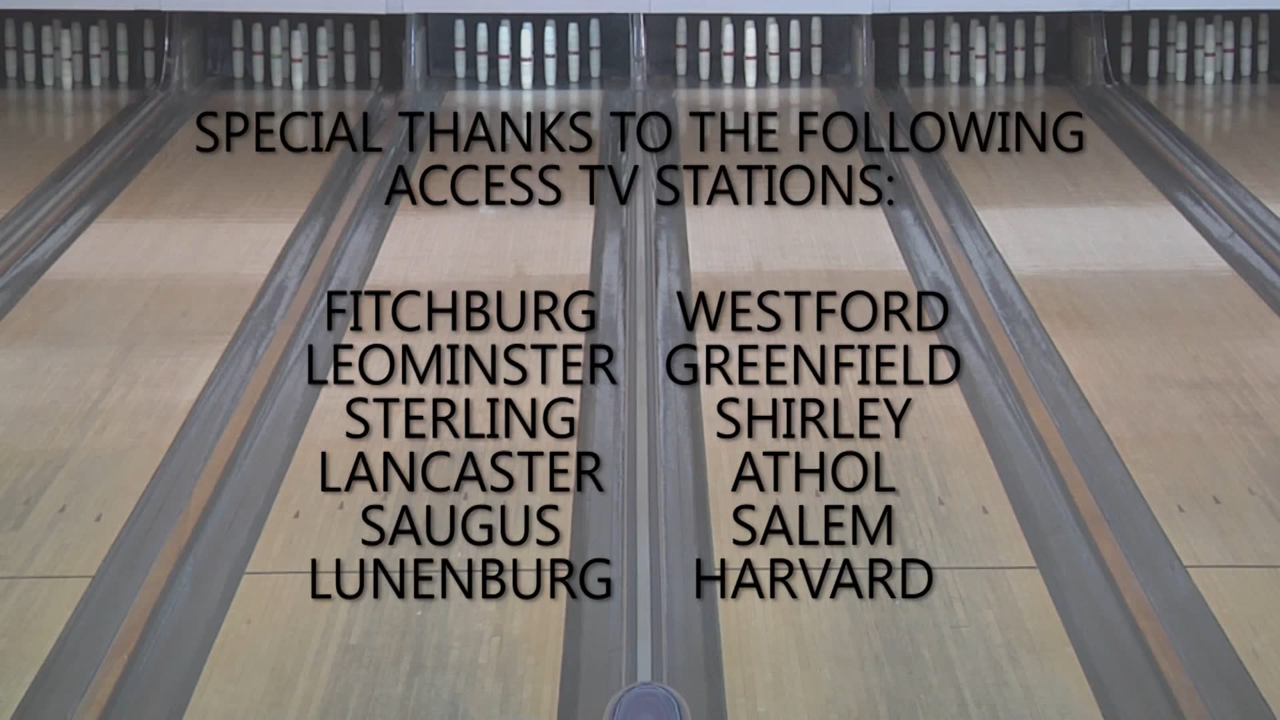 SPECIAL THANKS TO THE FOLLOWING
ACCESS TV STATIONS:
FITCHBURG
LEOMINSTER
STERLING
LANCASTER
SAUGUS
LUNENBURG
WESTFORD
GREENFIELD
SHIRLEY
ATHOL
SALEM
HARVARD